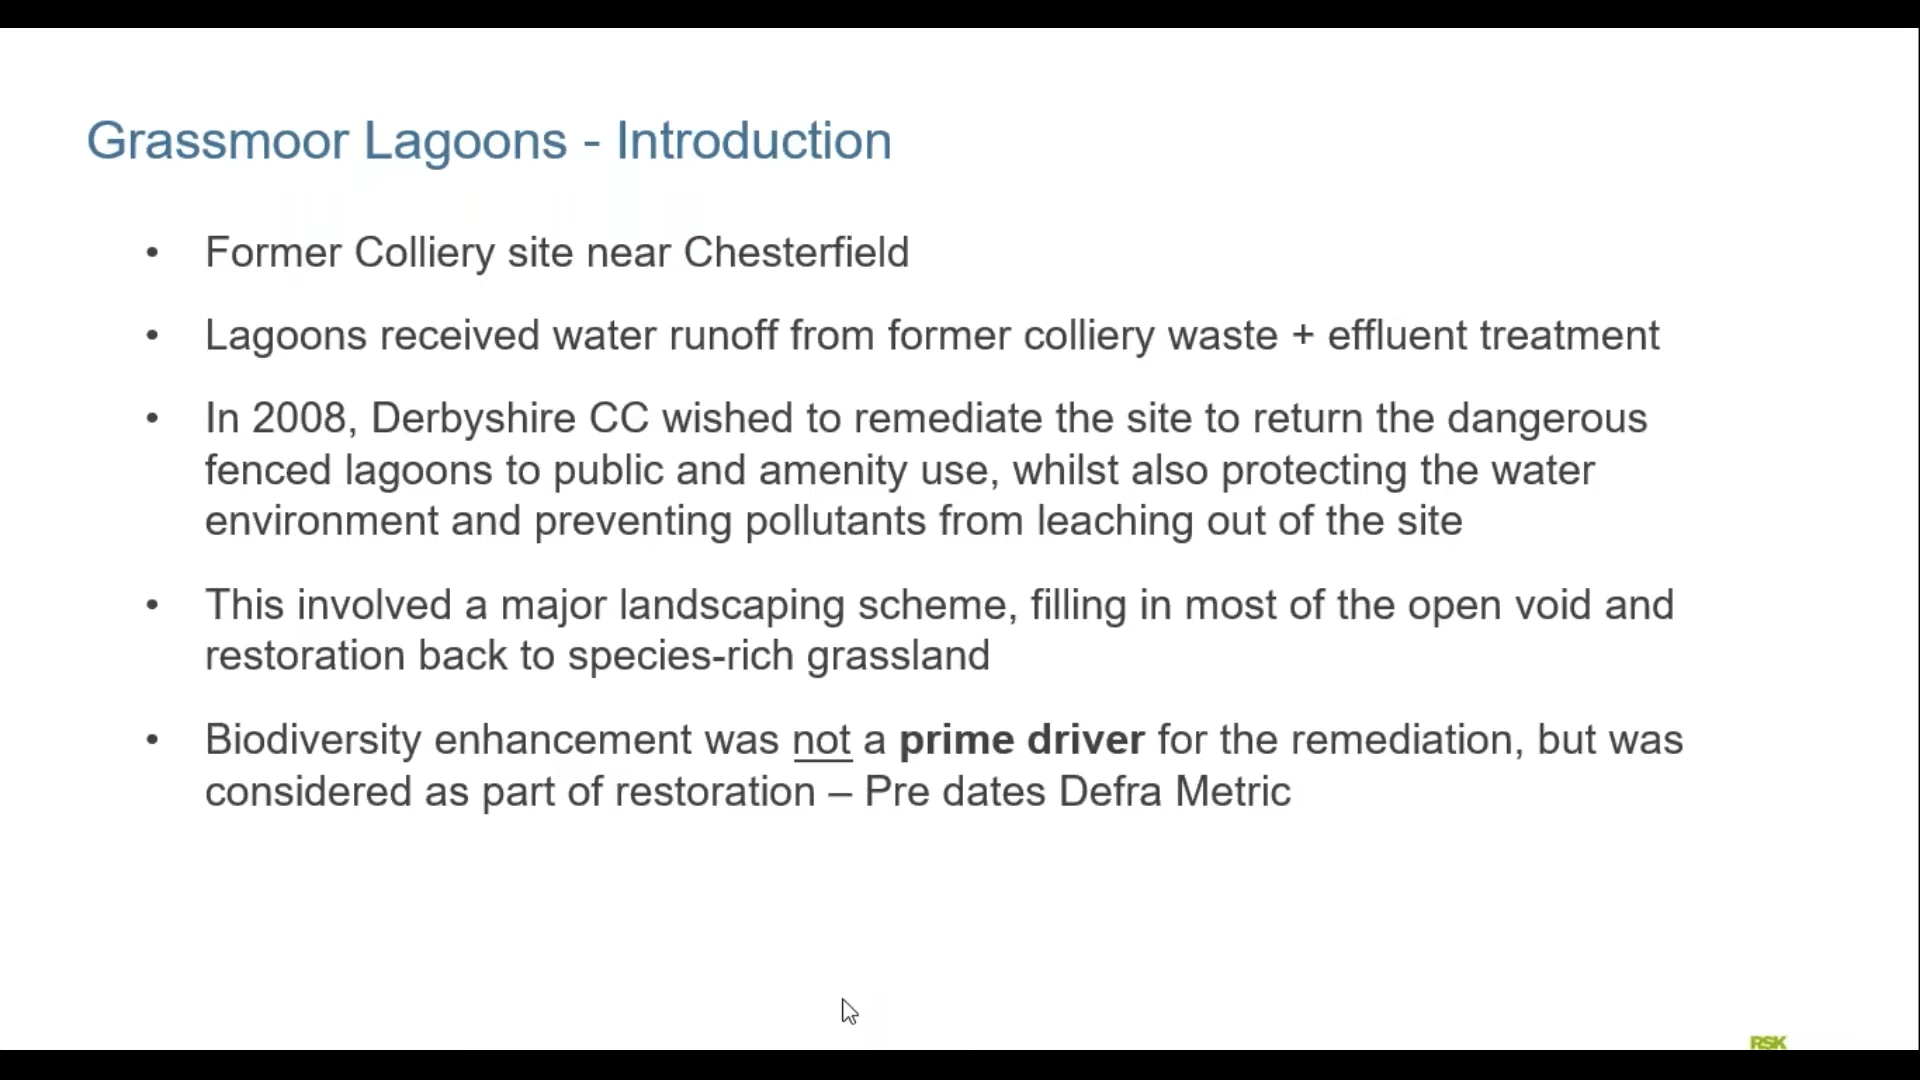 Grassmoor Lagoons - Introduction
• Former Colliery site near Chesterfield
• Lagoons received water runoff from former colliery waste + effluent treatment
• In 2008, Derbyshire CC wished to remediate the site to return the dangerous
fenced lagoons to public and amenity use, whilst also protecting the water
environment and preventing pollutants from leaching out of the site
• This involved a major landscaping scheme, filling in most of the open void and
restoration back to species-rich grassland
• Biodiversity enhancement was not a prime driver for the remediation, but was
considered as part of restoration – Pre dates Defra Metric
RSK